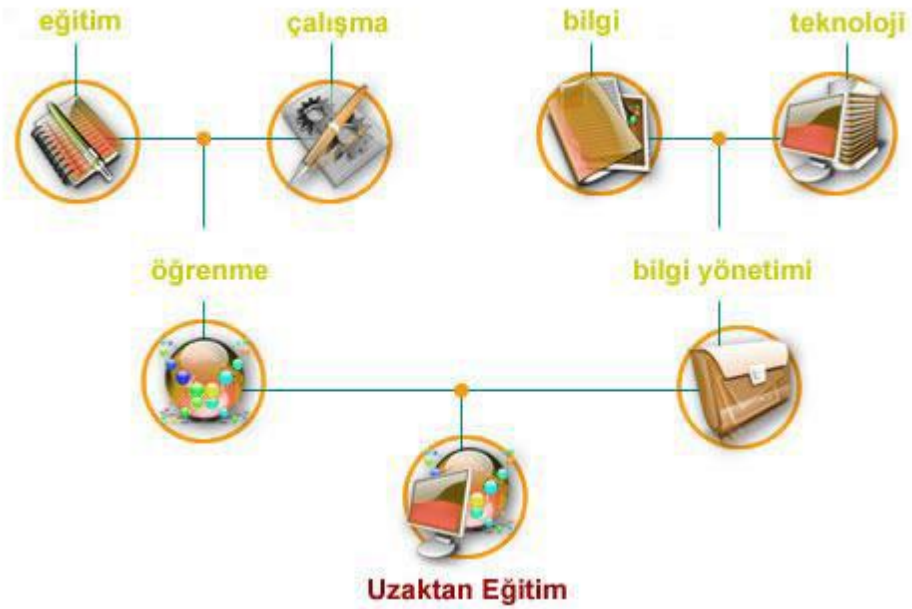 eğitim
çalışma
bilgi
teknoloji
öğrenme
bilgi yönetimi
Uzaktan Eğitim